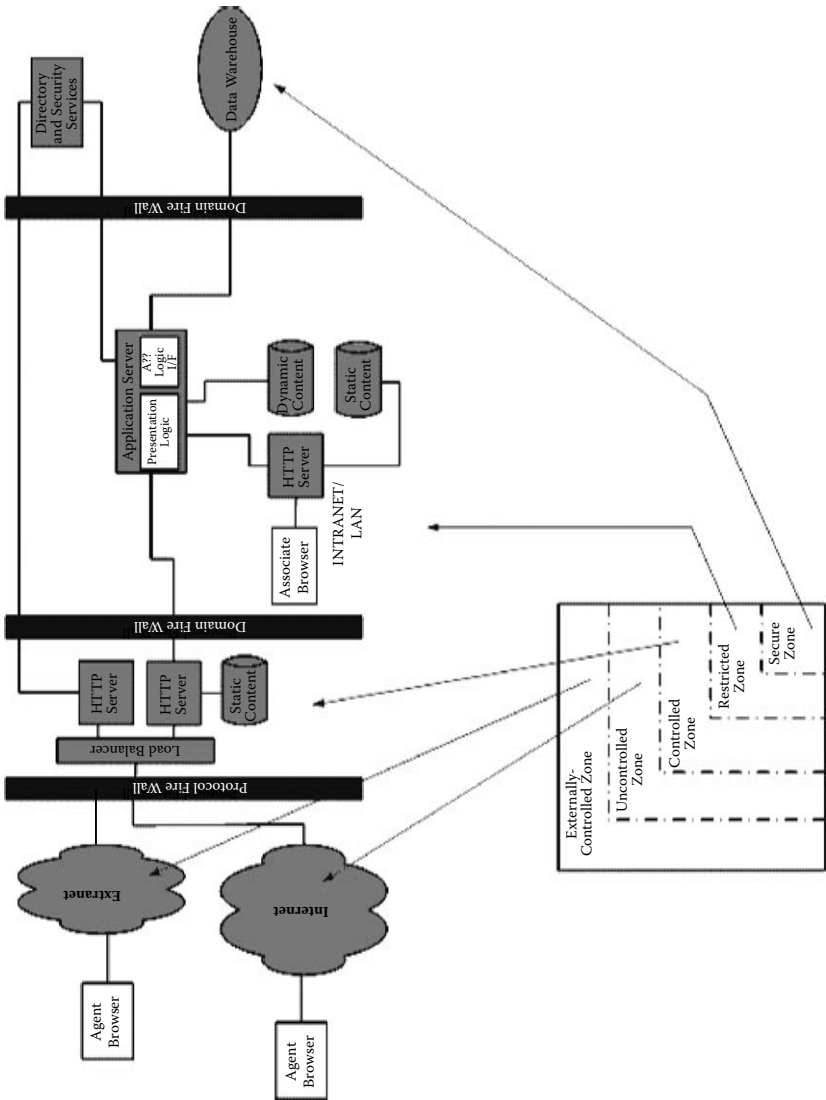 Directory
and Security
Services
Data Warehouse
Domain Fire Wall
Application Server
Presentation
Logic
A??
Logic
I/F
Dynamic
Content
Static
Content
HTTP
Server
Associate
Browser
INTRANET/
LAN
Domain Fire Wall
HTTP
Server
HTTP
Server
Static
Content
Load Balancer
Protocol Fire Wall
Extranet
Internet
Agent
Browser
Agent
Browser
Externally-
Controlled Zone
Uncontrolled
Zone
Controlled
Zone
Restricted
Zone
Secure
Zone